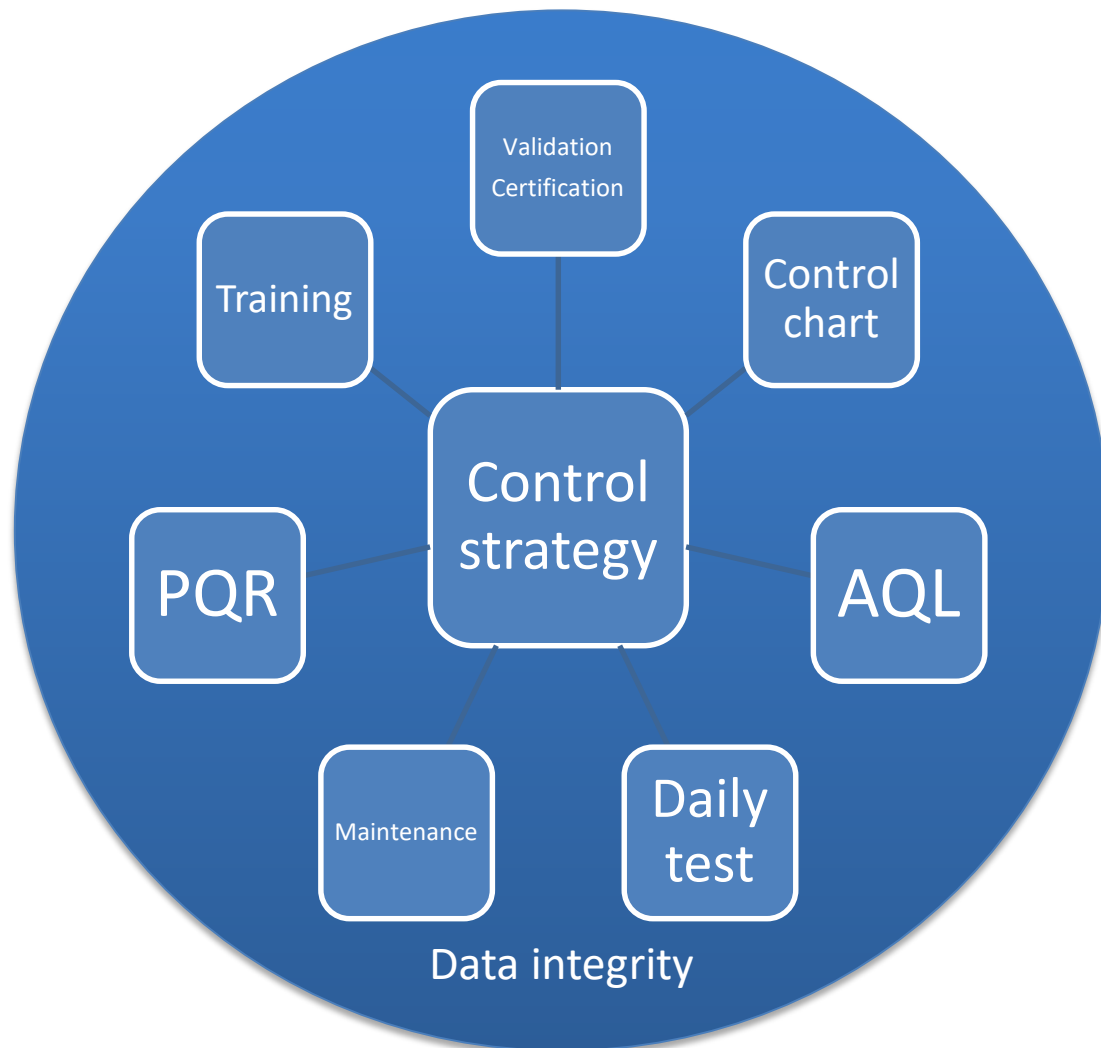 Validation
Certification
Training
Control
chart
Control
strategy
PQR
AQL
Maintenance
Daily
test
Data integrity